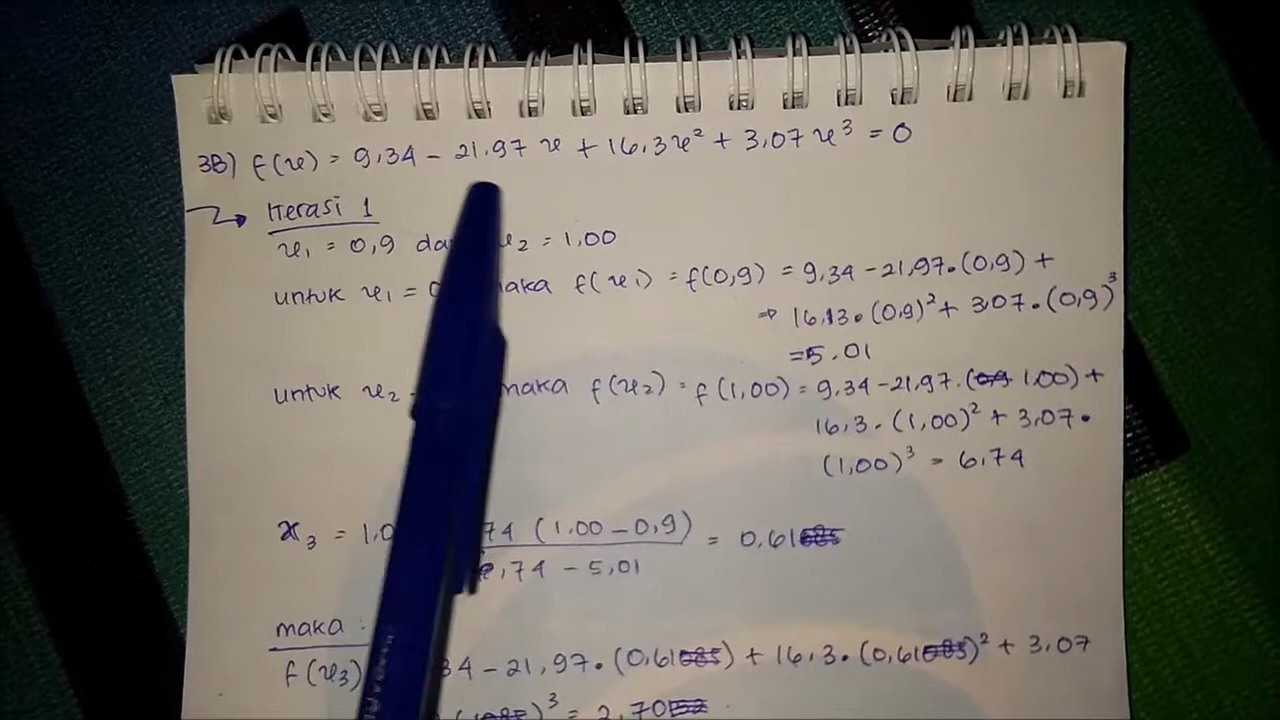 3B) f(x) = 9,34 - 21,97 x + 16,3x² + 3,07 x³ = 0
Iterasi 1
x₁ = 0,9 da x₂ = 1,00
untuk x₁ = maka f(x₁) = f(0,9) = 9,34 - 21,97.(0,9) +
⇒ 16,3.(0,9)² + 3,07.(0,9)³
= 5.01
untuk x₂ maka f(x₂) = f(1,00) = 9,34 - 21,97.(1,00) +
16,3.(1,00)² + 3,07.
(1,00)³ = 6,74
x₃ = 1,0 74 (1.00 - 0,9) = 0,61
,74 - 5,01
maka :
f(x₃) 34 - 21,97.(0,61) + 16,3.(0,61)² + 3,07
)³ = 2,70